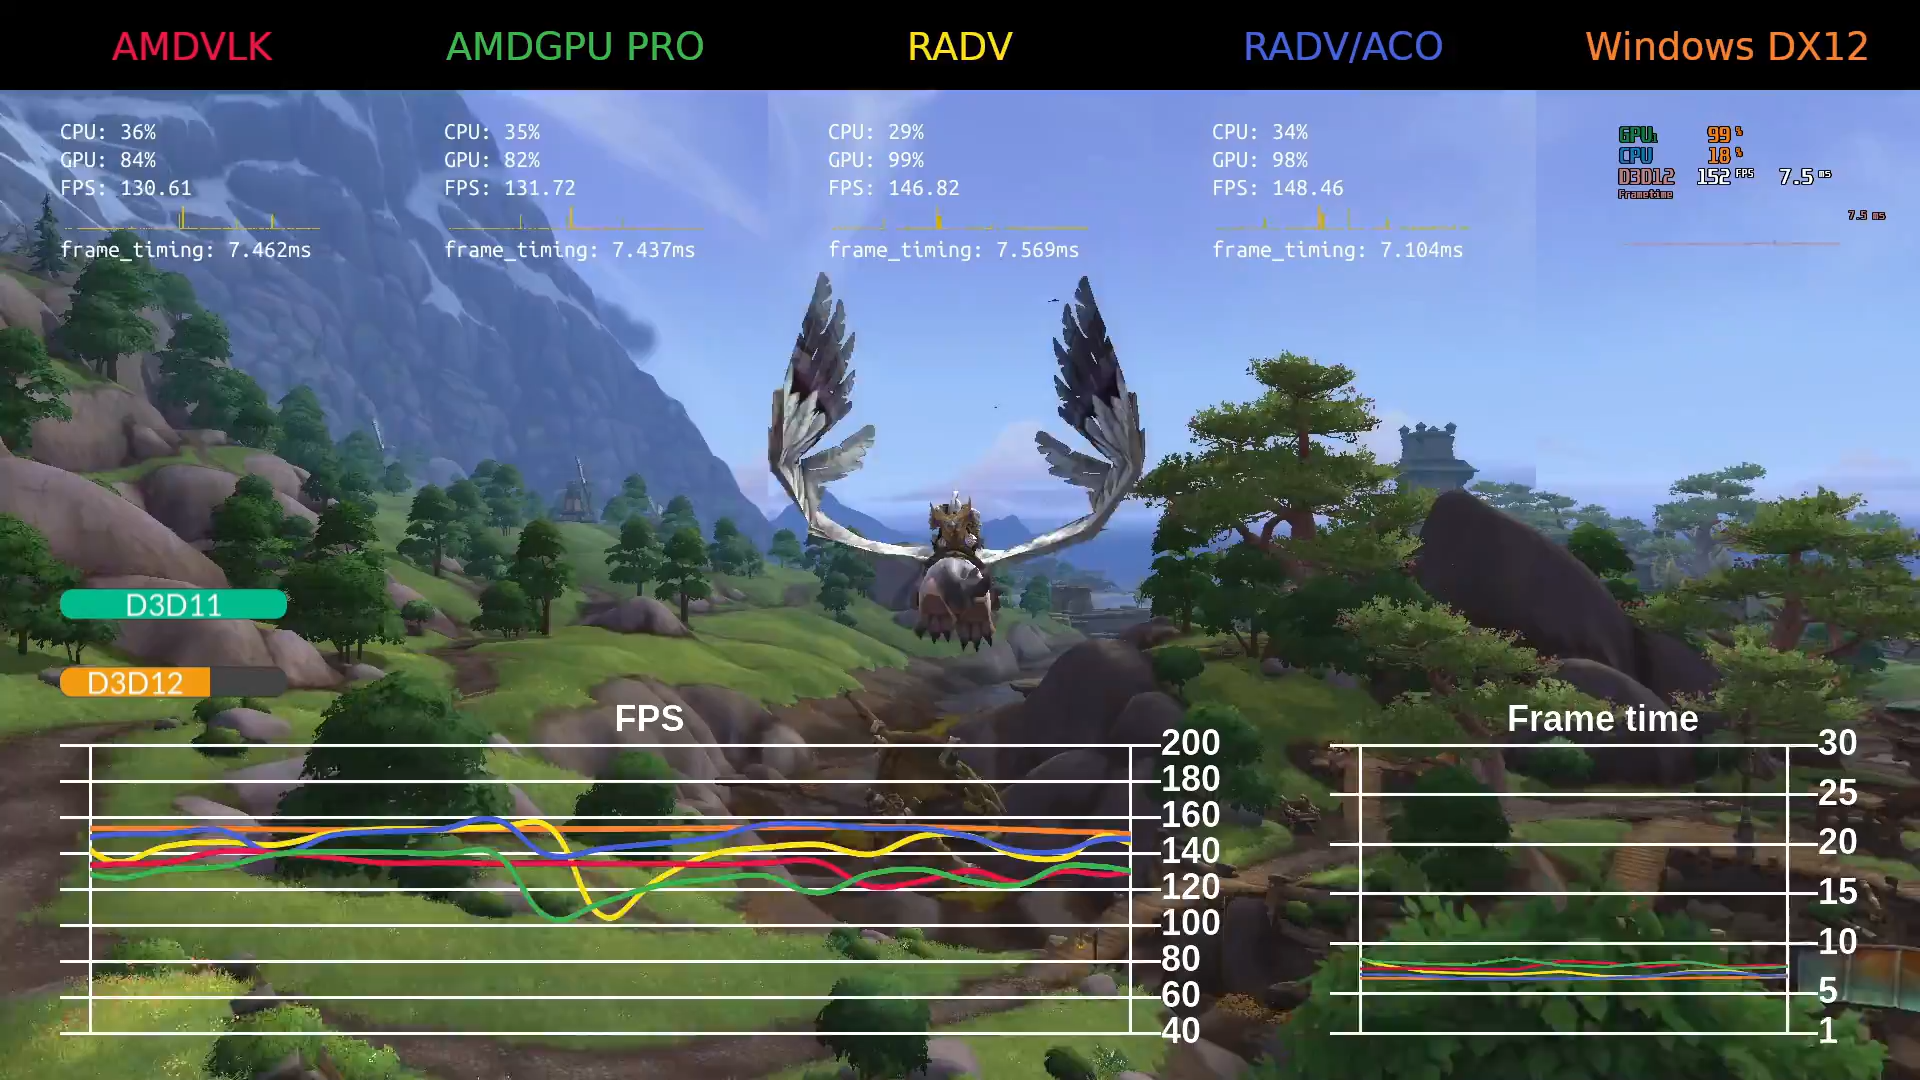 AMDVLK AMDGPU PRO RADV RADV/ACO Windows DX12
CPU: 36%
GPU: 84%
FPS: 130.61
frame_timing: 7.462ms
CPU: 35%
GPU: 82%
FPS: 131.72
frame_timing: 7.437ms
CPU: 29%
GPU: 99%
FPS: 146.82
frame_timing: 7.569ms
CPU: 34%
GPU: 98%
FPS: 148.46
frame_timing: 7.104ms
GPU1 99 %
CPU 18 %
D3D12 152 FPS 7.5 ms
Frametime
7.5 ms
D3D11
D3D12
FPS
200
180
160
140
120
100
80
60
40
Frame time
30
25
20
15
10
5
1